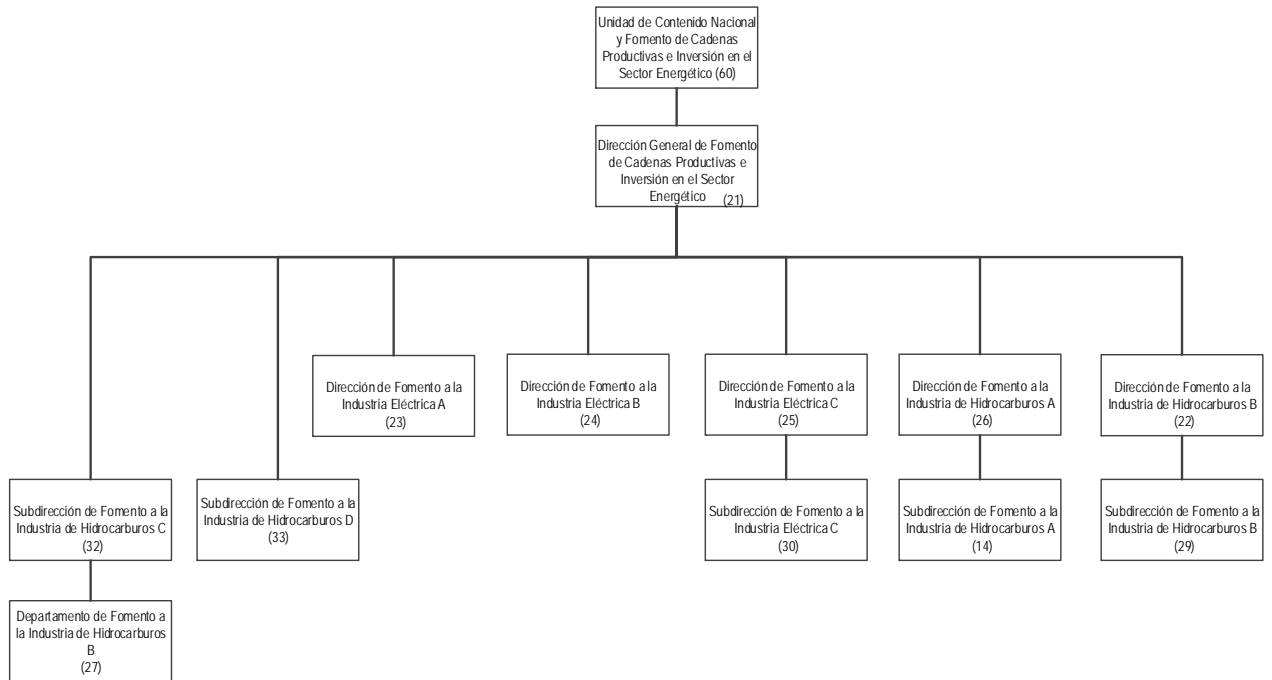 Unidad de Contenido Nacional
y Fomento de Cadenas
Productivas e Inversión en el
Sector Energético (60)
Dirección General de Fomento
de Cadenas Productivas e
Inversión en el Sector
Energético (21)
Dirección de Fomento a la
Industria Eléctrica A
(23)
Dirección de Fomento a la
Industria Eléctrica B
(24)
Dirección de Fomento a la
Industria Eléctrica C
(25)
Dirección de Fomento a la
Industria de Hidrocarburos A
(26)
Dirección de Fomento a la
Industria de Hidrocarburos B
(22)
Subdirección de Fomento a la
Industria de Hidrocarburos C
(32)
Subdirección de Fomento a la
Industria de Hidrocarburos D
(33)
Subdirección de Fomento a la
Industria Eléctrica C
(30)
Subdirección de Fomento a la
Industria de Hidrocarburos A
(14)
Subdirección de Fomento a la
Industria de Hidrocarburos B
(29)
Departamento de Fomento a
la Industria de Hidrocarburos
B
(27)